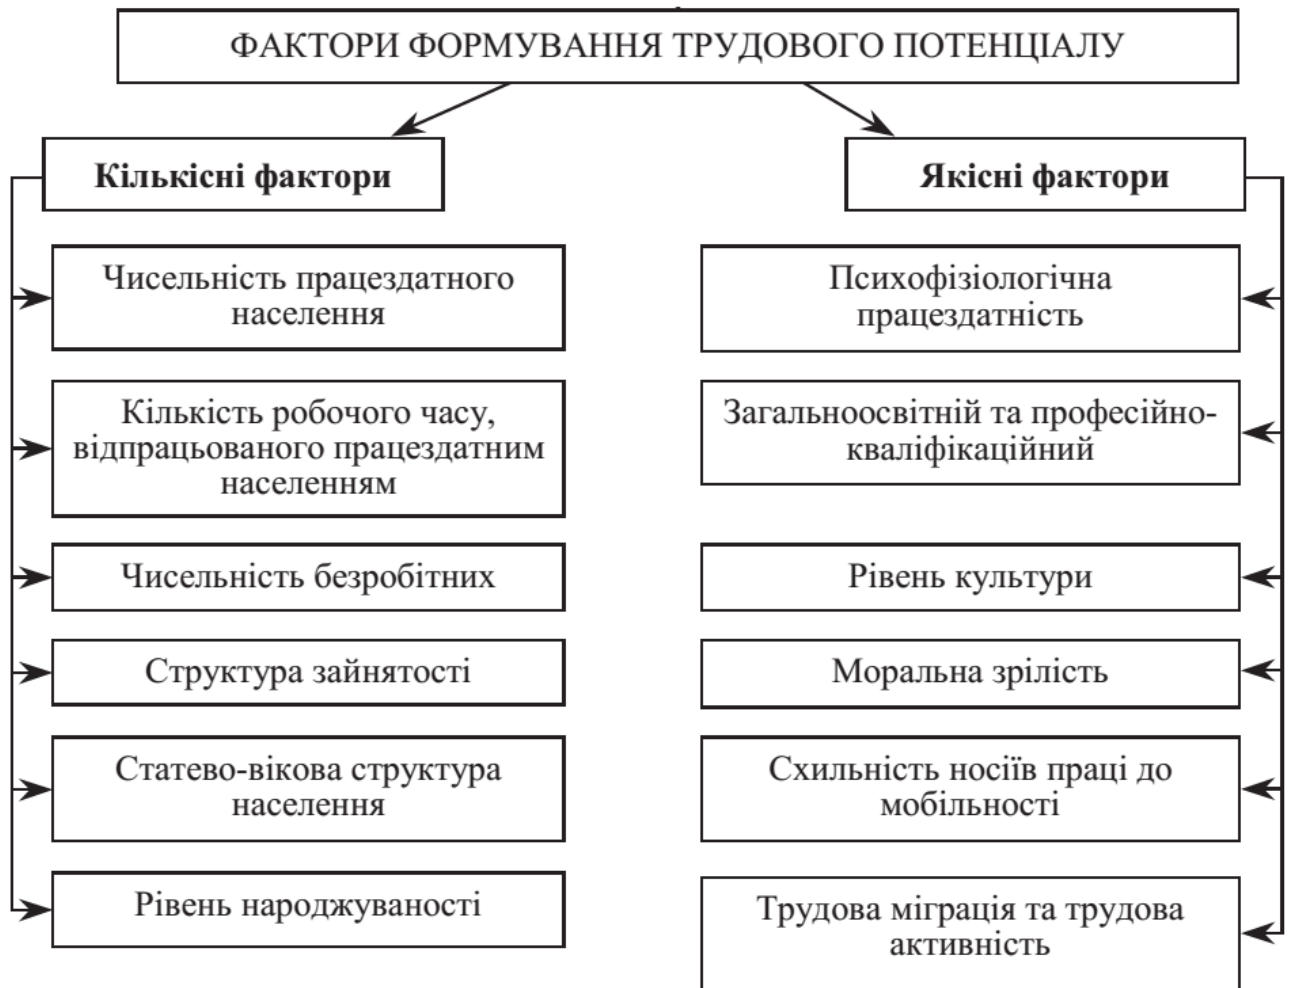 ФАКТОРИ ФОРМУВАННЯ ТРУДОВОГО ПОТЕНЦІАЛУ
Кількісні фактори
Чисельність працездатного
населення
Кількість робочого часу,
відпрацьованого працездатним
населенням
Чисельність безробітних
Структура зайнятості
Статево-вікова структура
населення
Рівень народжуваності
Якісні фактори
Психофізіологічна
працездатність
Загальноосвітній та професійно-
кваліфікаційний
Рівень культури
Моральна зрілість
Схильність носіїв праці до
мобільності
Трудова міграція та трудова
активність